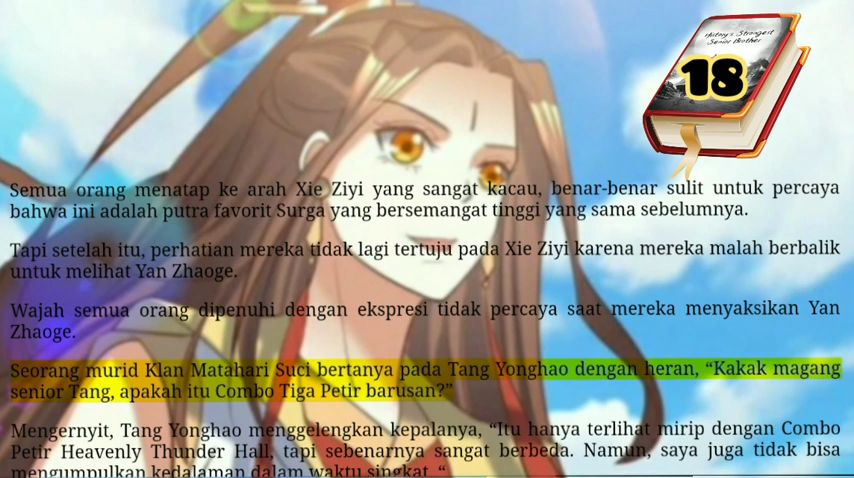 History's Strongest
Senior Brother
18
Semua orang menatap ke arah Xie Ziyi yang sangat kacau, benar-benar sulit untuk percaya
bahwa ini adalah putra favorit Surga yang bersemangat tinggi yang sama sebelumnya.
Tapi setelah itu, perhatian mereka tidak lagi tertuju pada Xie Ziyi karena mereka malah berbalik
untuk melihat Yan Zhaoge.
Wajah semua orang dipenuhi dengan ekspresi tidak percaya saat mereka menyaksikan Yan
Zhaoge.
Seorang murid Klan Matahari Suci bertanya pada Tang Yonghao dengan heran, “Kakak magang
senior Tang, apakah itu Combo Tiga Petir barusan?”
Mengernyit, Tang Yonghao menggelengkan kepalanya, “Itu hanya terlihat mirip dengan Combo
Petir Heavenly Thunder Hall, tapi sebenarnya sangat berbeda. Namun, saya juga tidak bisa
mengumpulkan kedalaman dalam waktu singkat. “